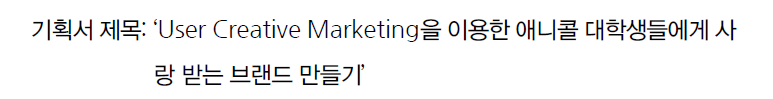 기획서 제목: ‘User Creative Marketing을 이용한 애니콜 대학생들에게 사
랑 받는 브랜드 만들기’